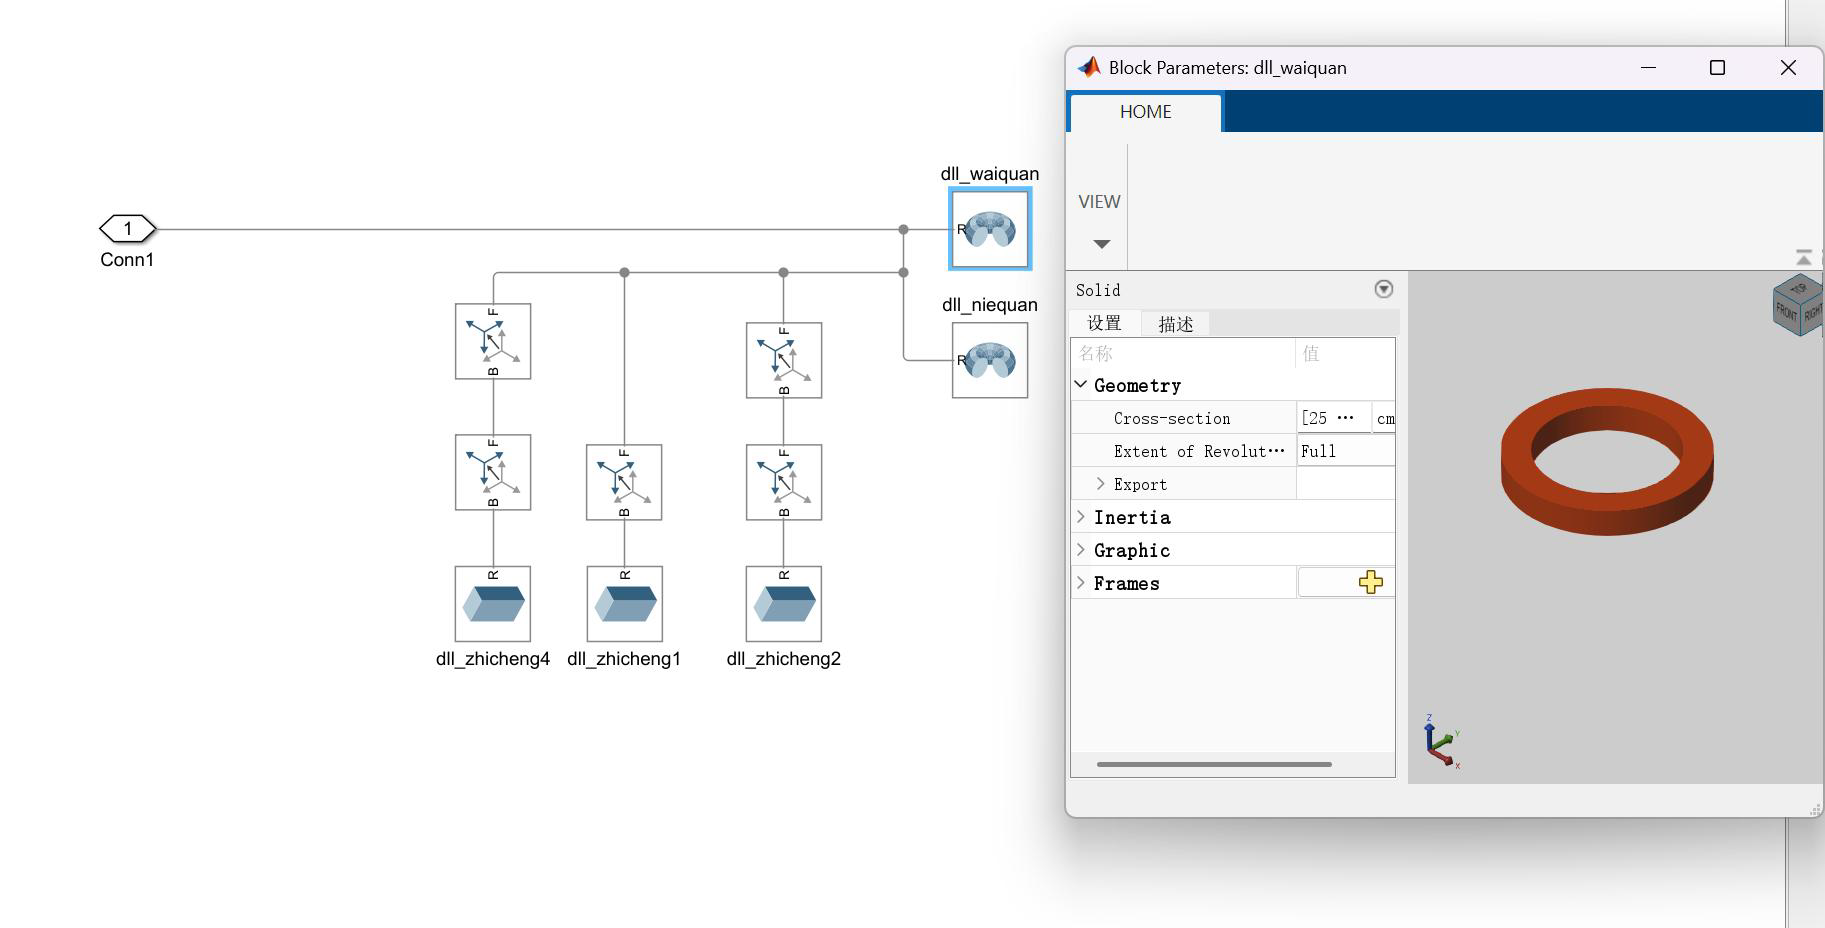 Block Parameters: dll_waiquan
HOME
VIEW
Solid
设置 描述
名称 值
Geometry
Cross-section [25 ··· cm
Extent of Revolut··· Full
Export
Inertia
Graphic
Frames
FRONT RIGHT
Z
Y
X
dll_waiquan
R
1
Conn1
dll_niequan
R
F
B
F
B
F
B
F
B
F
B
R
R
R
dll_zhicheng4 dll_zhicheng1 dll_zhicheng2